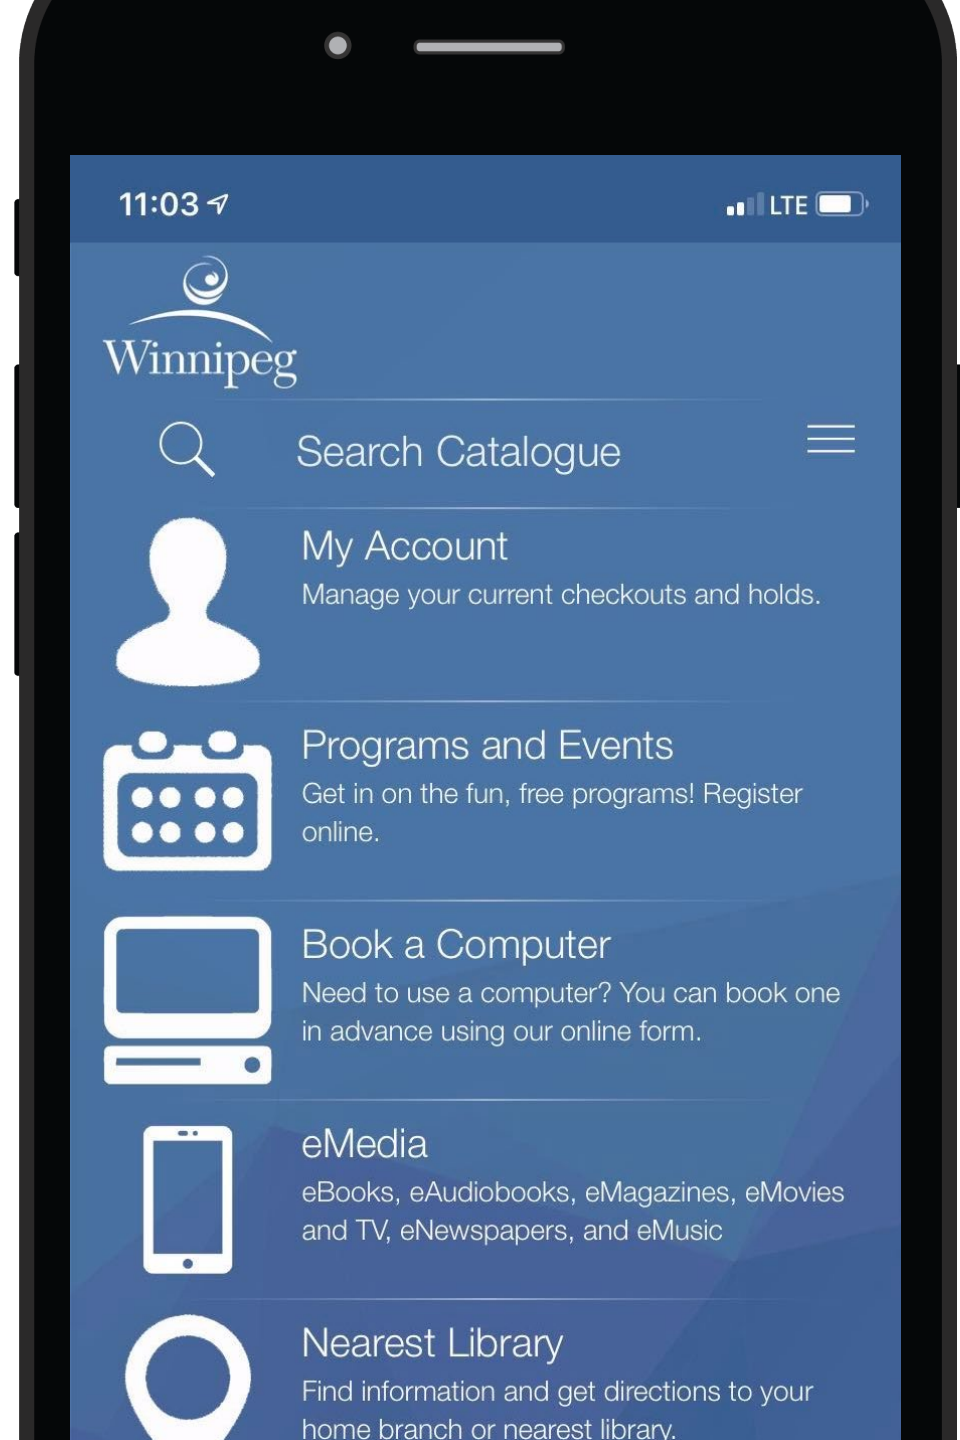 11:03
LTE
Winnipeg
Search Catalogue
My Account
Manage your current checkouts and holds.
Programs and Events
Get in on the fun, free programs! Register
online.
Book a Computer
Need to use a computer? You can book one
in advance using our online form.
eMedia
eBooks, eAudiobooks, eMagazines, eMovies
and TV, eNewspapers, and eMusic
Nearest Library
Find information and get directions to your
home branch or nearest library.